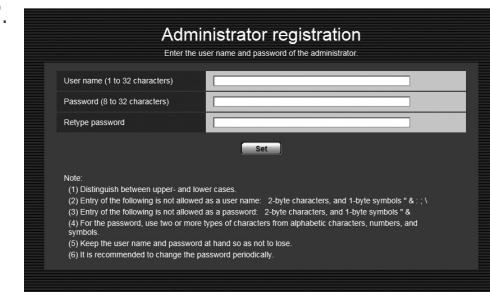 Administrator registration
Enter the user name and password of the administrator.
User name (1 to 32 characters)
Password (8 to 32 characters)
Retype password
Set
Note:
(1) Distinguish between upper- and lower cases.
(2) Entry of the following is not allowed as a user name: 2-byte characters, and 1-byte symbols " & : ; \
(3) Entry of the following is not allowed as a password: 2-byte characters, and 1-byte symbols " &
(4) For the password, use two or more types of characters from alphabetic characters, numbers, and
symbols.
(5) Keep the user name and password at hand so as not to lose.
(6) It is recommended to change the password periodically.